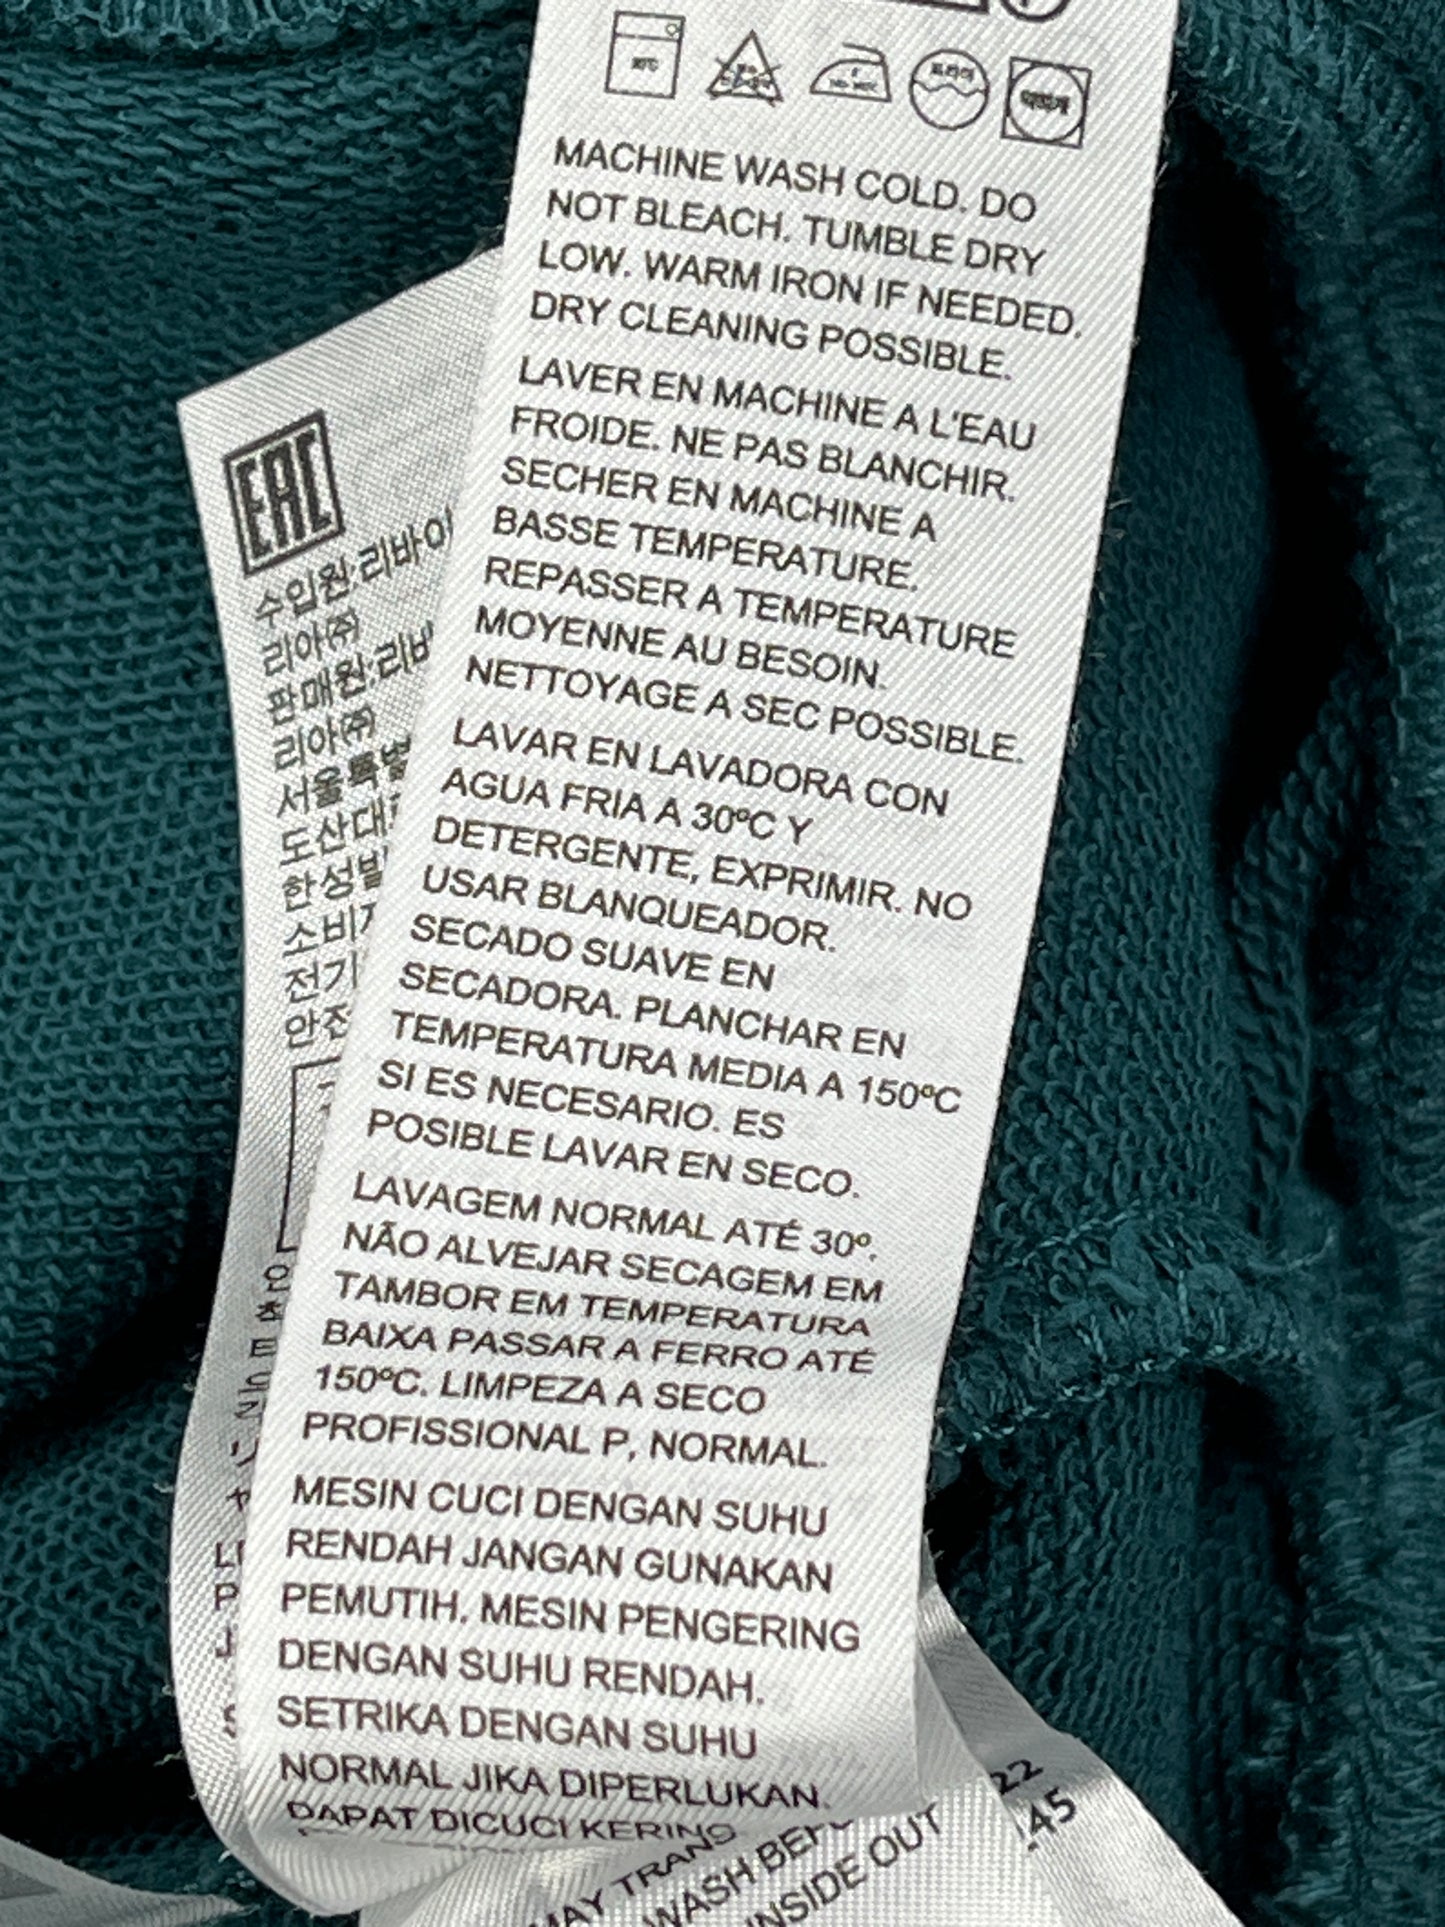 30℃
MACHINE WASH COLD. DO
NOT BLEACH. TUMBLE DRY
LOW. WARM IRON IF NEEDED.
DRY CLEANING POSSIBLE.
LAVER EN MACHINE A L'EAU
FROIDE. NE PAS BLANCHIR.
SECHER EN MACHINE A
BASSE TEMPERATURE.
REPASSER A TEMPERATURE
MOYENNE AU BESOIN.
NETTOYAGE A SEC POSSIBLE.
LAVAR EN LAVADORA CON
AGUA FRIA A 30ºC Y
DETERGENTE, EXPRIMIR. NO
USAR BLANQUEADOR.
SECADO SUAVE EN
SECADORA. PLANCHAR EN
TEMPERATURA MEDIA A 150ºC
SI ES NECESARIO. ES
POSIBLE LAVAR EN SECO.
LAVAGEM NORMAL ATÉ 30º.
NÃO ALVEJAR SECAGEM EM
TAMBOR EM TEMPERATURA
BAIXA PASSAR A FERRO ATÉ
150ºC. LIMPEZA A SECO
PROFISSIONAL P, NORMAL.
MESIN CUCI DENGAN SUHU
RENDAH JANGAN GUNAKAN
PEMUTIH. MESIN PENGERING
DENGAN SUHU RENDAH.
SETRIKA DENGAN SUHU
NORMAL JIKA DIPERLUKAN.
DAPAT DICUCI KERING
EAC
수입원:리바이
리아(주)
판매원:리바
리아(주)
서울특별
도산대
한성빌
소비자
전기
안전
22
45
MAY TRANS
WASH BEF
INSIDE OUT